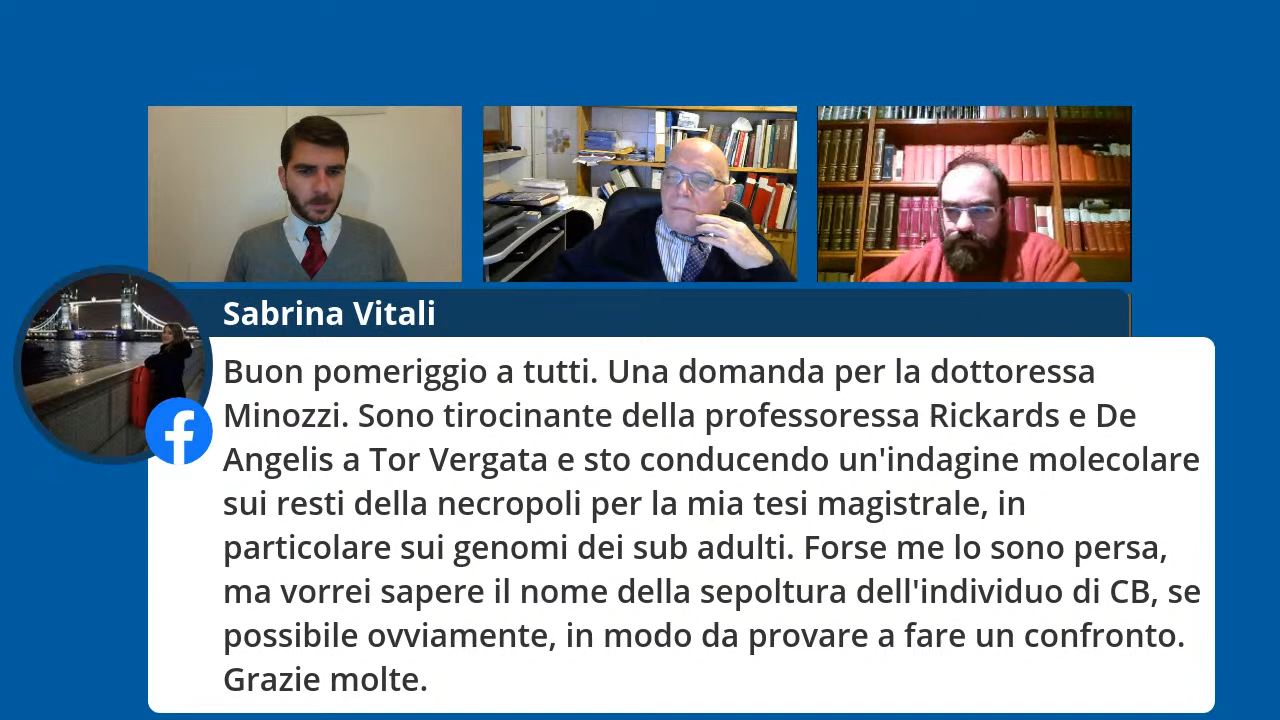 Sabrina Vitali
Buon pomeriggio a tutti. Una domanda per la dottoressa
Minozzi. Sono tirocinante della professoressa Rickards e De
Angelis a Tor Vergata e sto conducendo un'indagine molecolare
sui resti della necropoli per la mia tesi magistrale, in
particolare sui genomi dei sub adulti. Forse me lo sono persa,
ma vorrei sapere il nome della sepoltura dell'individuo di CB, se
possibile ovviamente, in modo da provare a fare un confronto.
Grazie molte.